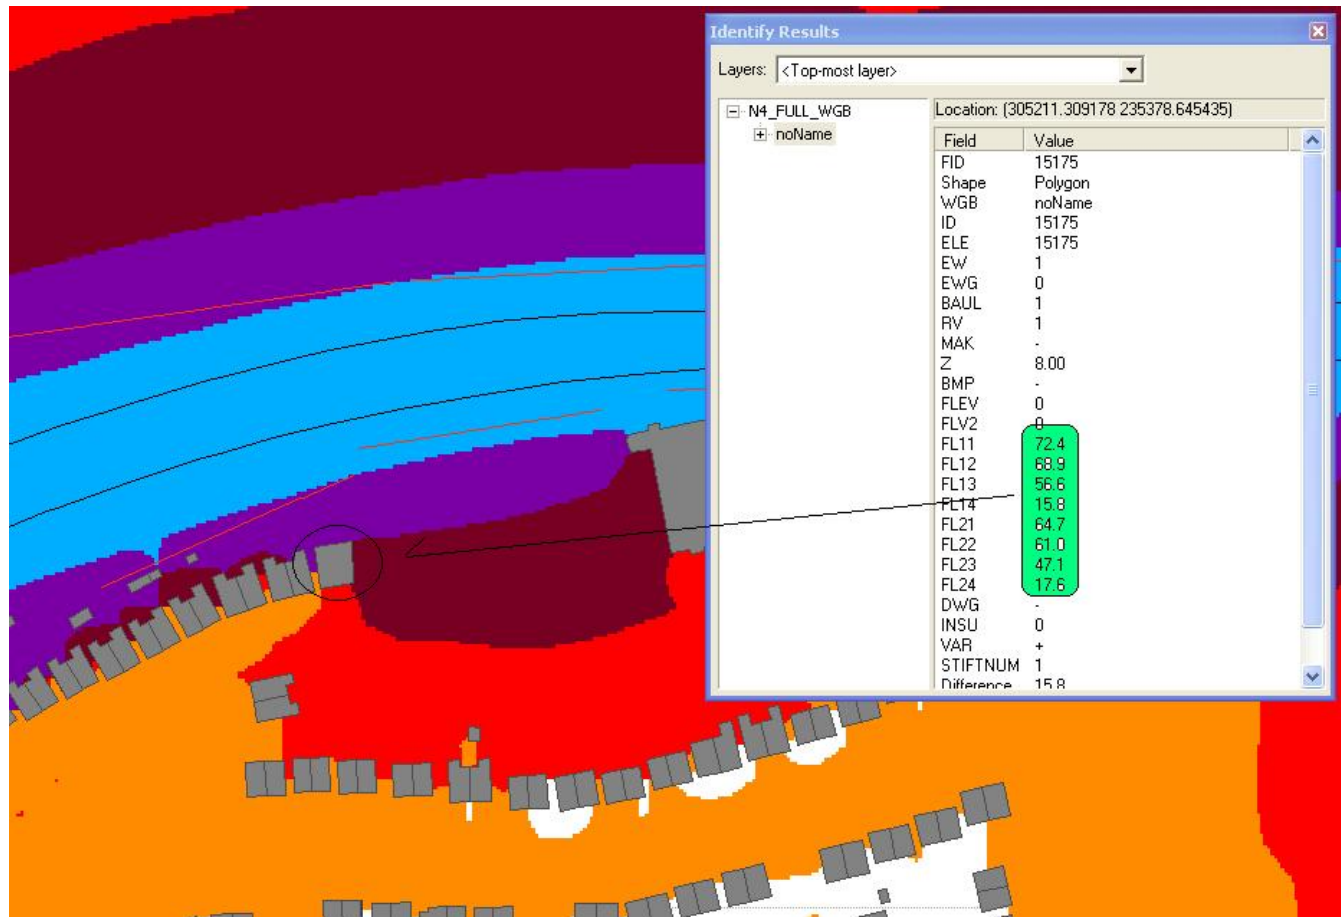 Identify Results
Layers: <Top-most layer>
N4_FULL_WGB
noName
Location: (305211.309178 235378.645435)
Field Value
FID 15175
Shape Polygon
WGB noName
ID 15175
ELE 15175
EW 1
EWG 0
BAUL 1
RV 1
MAK -
Z 8.00
BMP -
FLEV 0
FLV2 0
FL11 72.4
FL12 68.9
FL13 56.6
FL14 15.8
FL21 64.7
FL22 61.0
FL23 47.1
FL24 17.6
DWG -
INSU 0
VAR +
STIFTNUM 1
Difference 15.8